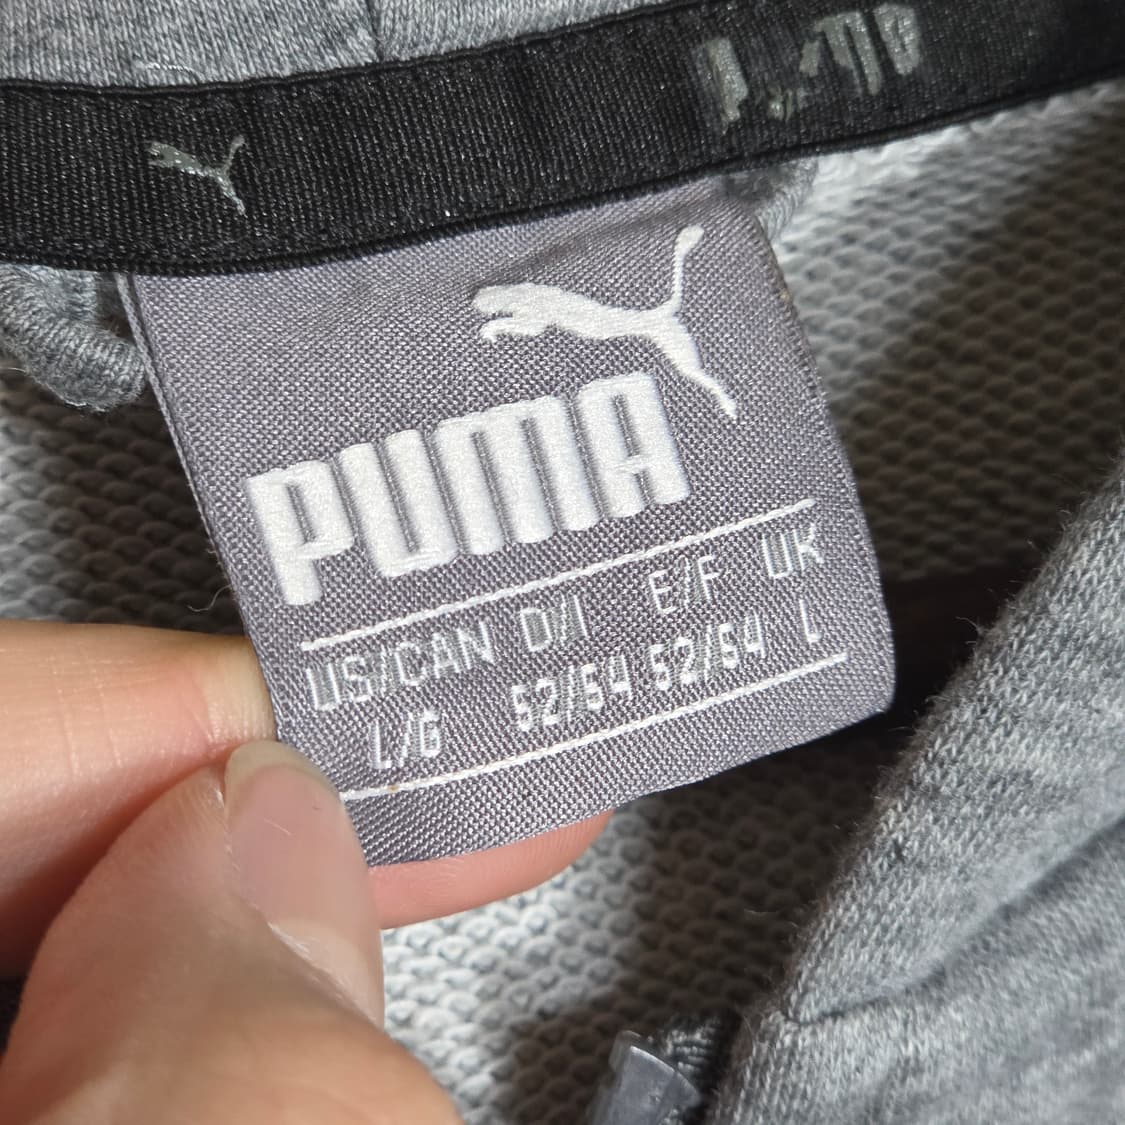 PUMA
US/CAN D/I E/F UK
L/G 52/54 52/54 L